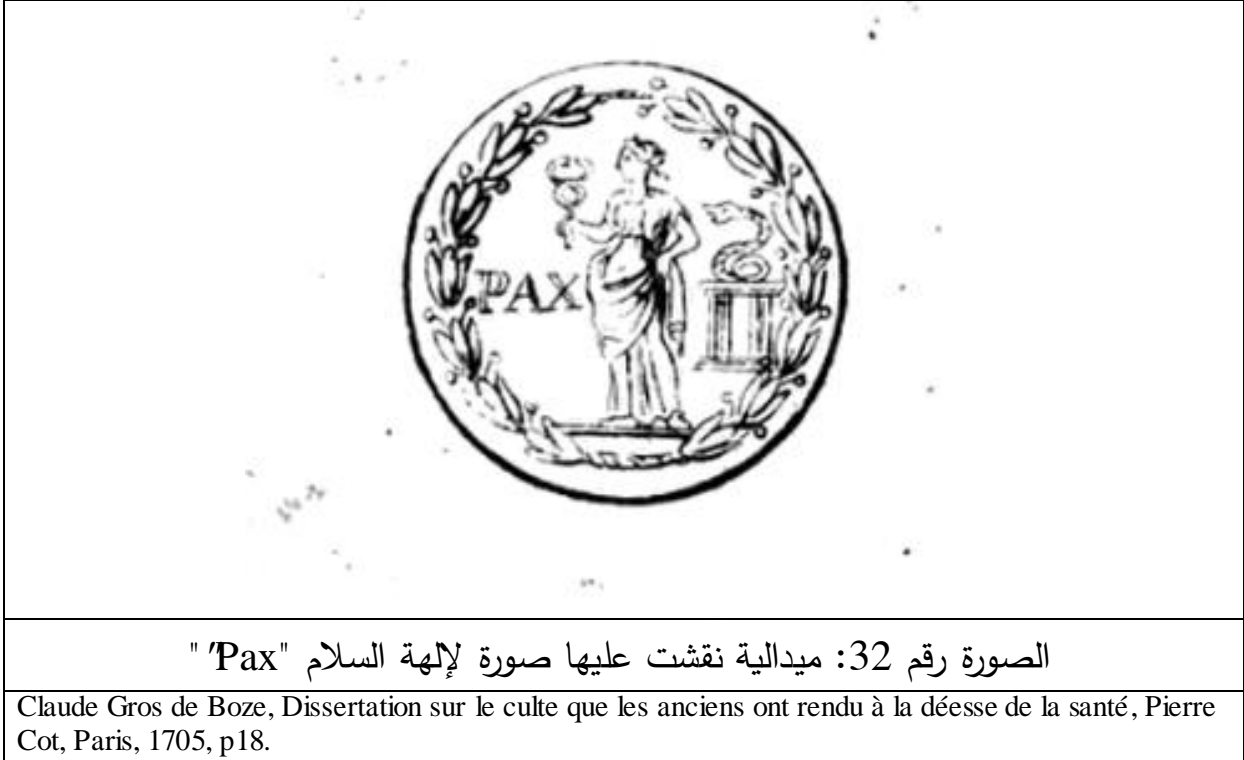 PAX
الصورة رقم 32: ميدالية نقشت عليها صورة لإلهة السلام "Pax" "
Claude Gros de Boze, Dissertation sur le culte que les anciens ont rendu à la déesse de la santé, Pierre
Cot, Paris, 1705, p18.